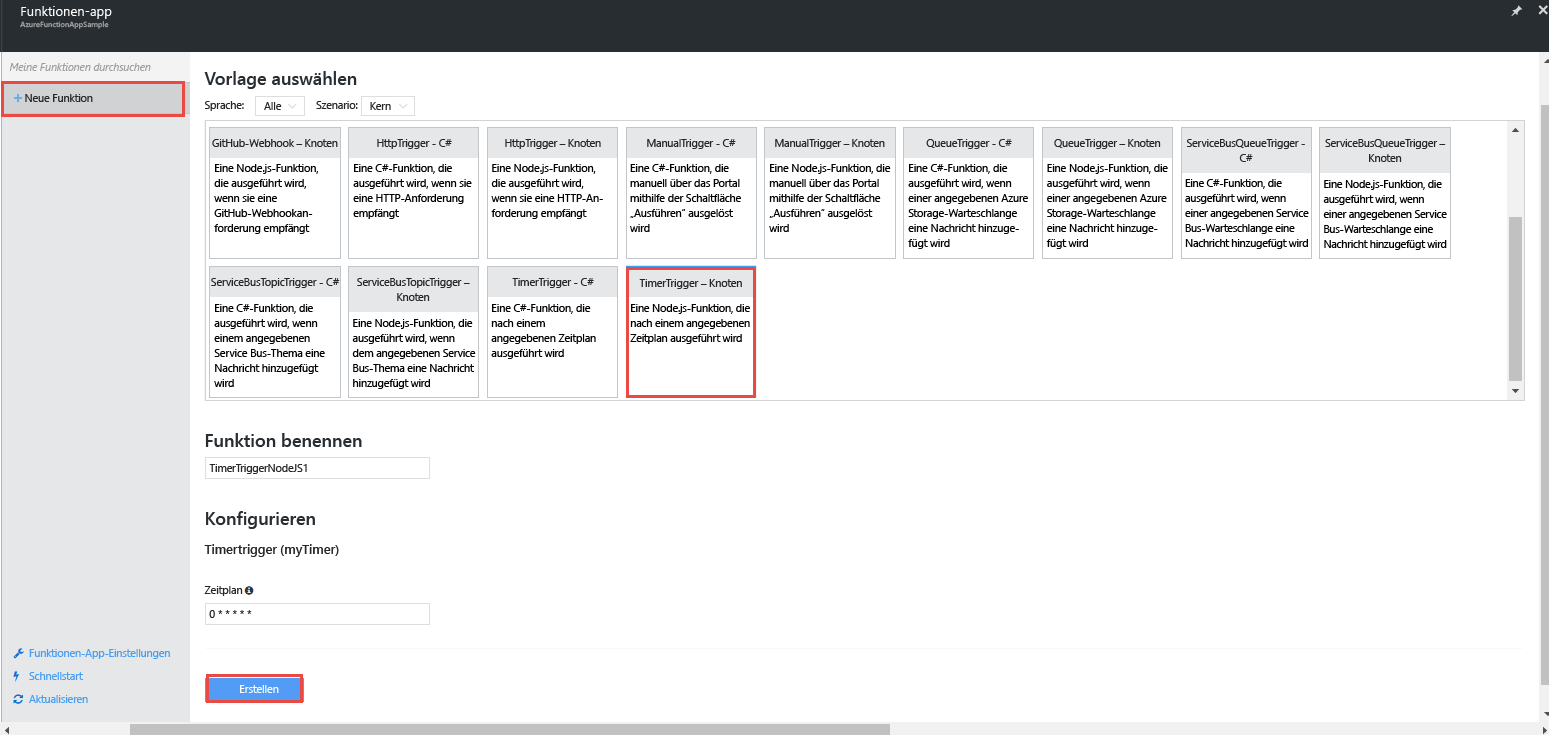 Funktionen-app
AzureFunctionAppSample
Meine Funktionen durchsuchen
+ Neue Funktion
Vorlage auswählen
Sprache: Alle Szenario: Kern
GitHub-Webhook – Knoten
Eine Node.js-Funktion,
die ausgeführt wird,
wenn sie eine
GitHub-Webhookan-
forderung empfängt
HttpTrigger - C#
Eine C#-Funktion, die
ausgeführt wird, wenn sie
eine HTTP-Anforderung
empfängt
HttpTrigger – Knoten
Eine Node.js-Funktion,
die ausgeführt wird,
wenn sie eine HTTP-An-
forderung empfängt
ManualTrigger - C#
Eine C#-Funktion, die
manuell über das Portal
mithilfe der Schaltfläche
„Ausführen“ ausgelöst
wird
ManualTrigger – Knoten
Eine Node.js-Funktion, die
manuell über das Portal
mithilfe der Schaltfläche
„Ausführen“ ausgelöst
wird
QueueTrigger - C#
Eine C#-Funktion, die
ausgeführt wird, wenn
einer angegebenen Azure
Storage-Warteschlange
eine Nachricht hinzuge-
fügt wird
QueueTrigger – Knoten
Eine Node.js-Funktion, die
ausgeführt wird, wenn
einer angegebenen Azure
Storage-Warteschlange
eine Nachricht hinzuge-
fügt wird
ServiceBusQueueTrigger -
C#
Eine C#-Funktion, die
ausgeführt wird, wenn
einer angegebenen Service
Bus-Warteschlange eine
Nachricht hinzugefügt wird
ServiceBusQueueTrigger –
Knoten
Eine Node.js-Funktion, die
ausgeführt wird, wenn
einer angegebenen Service
Bus-Warteschlange eine
Nachricht hinzugefügt wird
ServiceBusTopicTrigger - C#
Eine C#-Funktion, die
ausgeführt wird, wenn
einem angegebenen
Service Bus-Thema eine
Nachricht hinzugefügt
wird
ServiceBusTopicTrigger –
Knoten
Eine Node.js-Funktion, die
ausgeführt wird, wenn
dem angegebenen Service
Bus-Thema eine Nachricht
hinzugefügt wird
TimerTrigger - C#
Eine C#-Funktion, die
nach einem
angegebenen Zeitplan
ausgeführt wird
TimerTrigger – Knoten
Eine Node.js-Funktion, die
nach einem angegebenen
Zeitplan ausgeführt wird
Funktion benennen
TimerTriggerNodeJS1
Konfigurieren
Timertrigger (myTimer)
Zeitplan
0 * * * * *
Erstellen
Funktionen-App-Einstellungen
Schnellstart
Aktualisieren